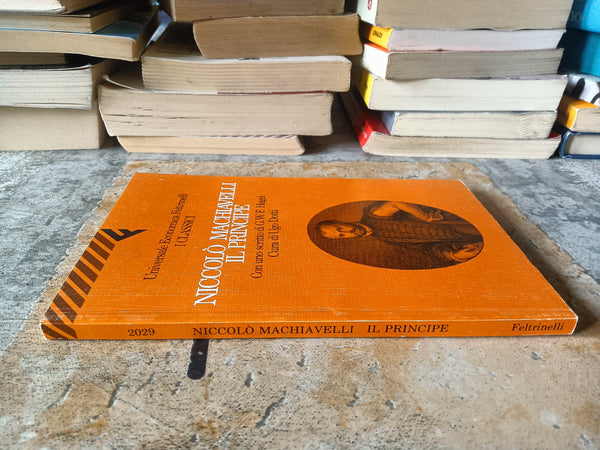 Universale Economica Feltrinelli
I CLASSICI
NICCOLÒ MACHIAVELLI
IL PRINCIPE
Con uno scritto di G.W.F. Hegel
Cura di Ugo Dotti
2029 NICCOLÒ MACHIAVELLI IL PRINCIPE Feltrinelli